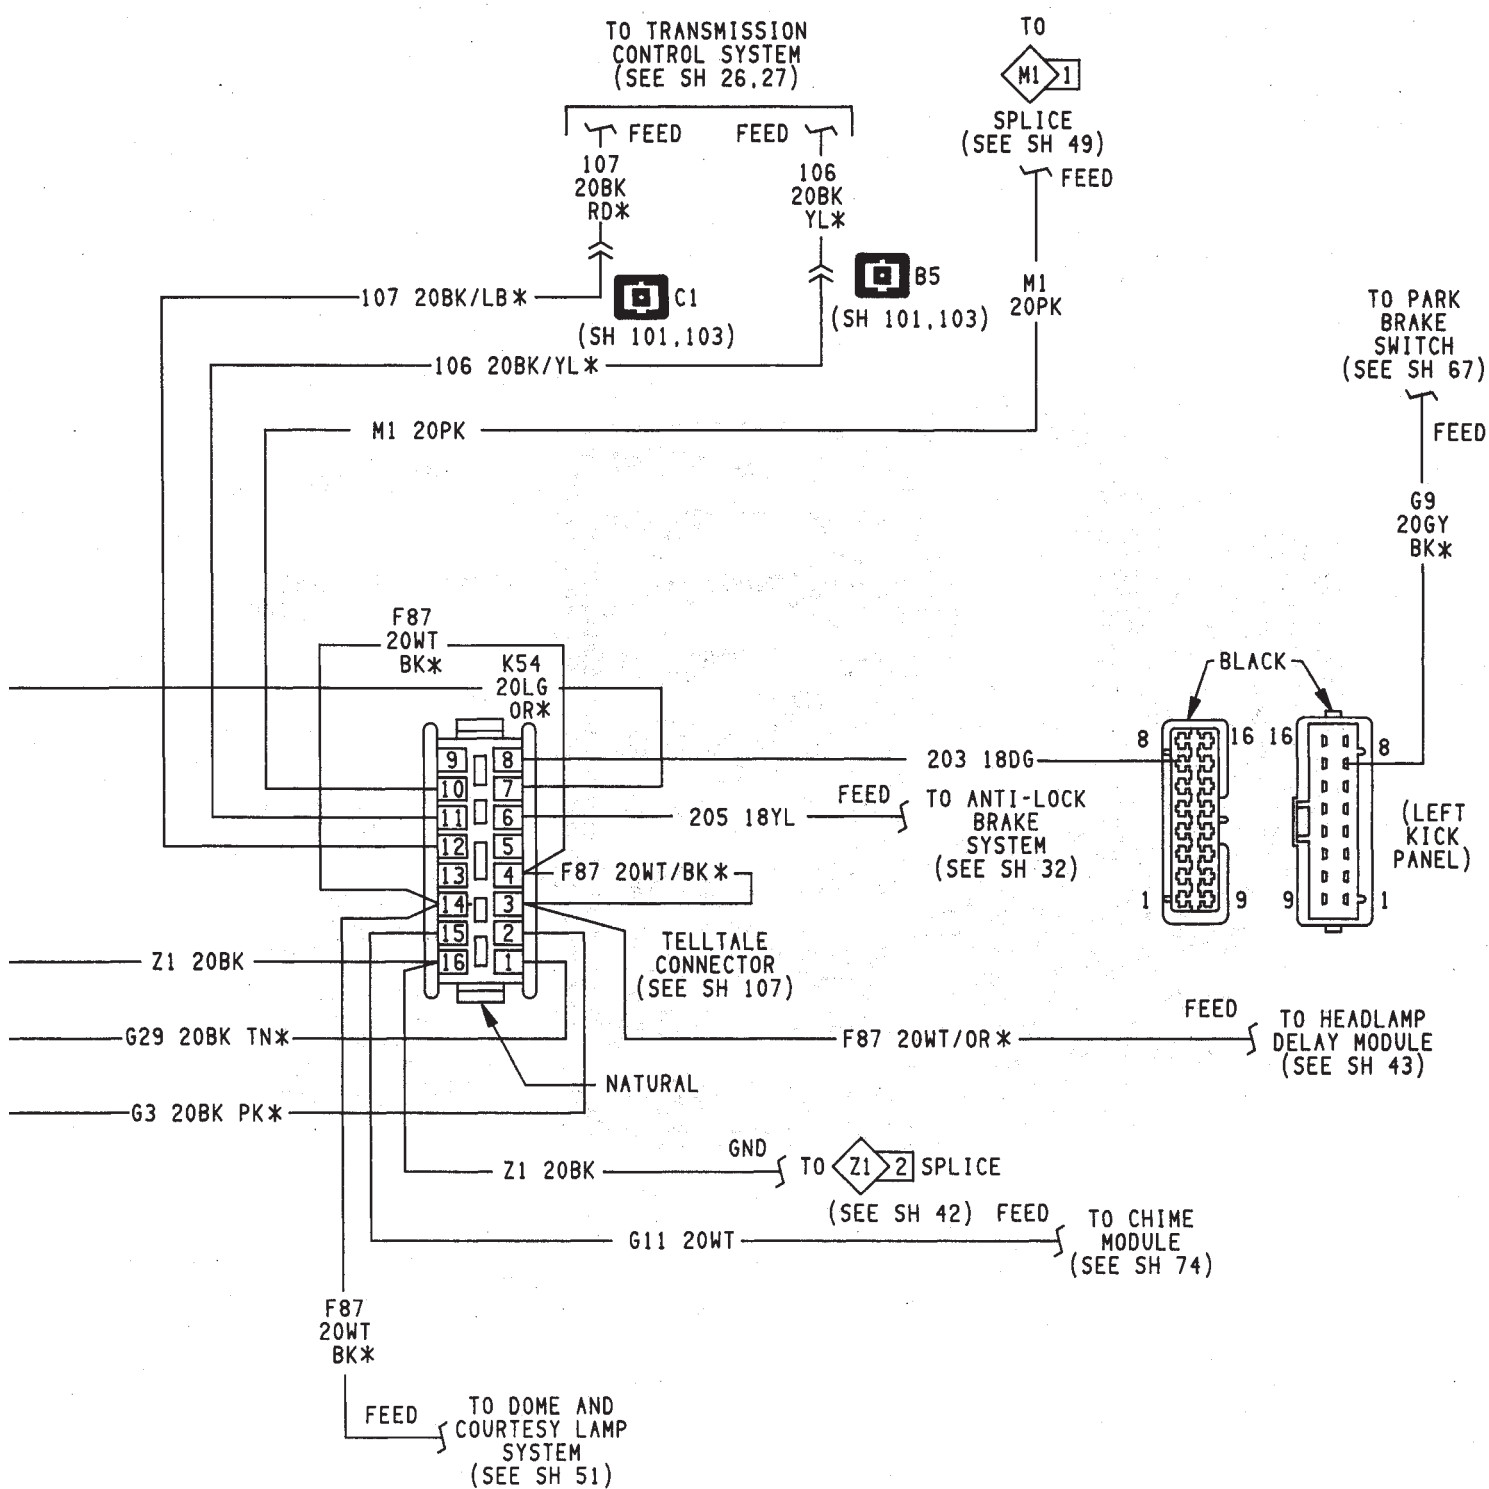 TO TRANSMISSION
CONTROL SYSTEM
(SEE SH 26,27)
TO
M1 1
SPLICE
(SEE SH 49)
FEED
FEED
FEED
107
20BK
RD*
106
20BK
YL*
107 20BK/LB*
C1
(SH 101,103)
B5
(SH 101,103)
M1
20PK
106 20BK/YL*
M1 20PK
TO PARK
BRAKE
SWITCH
(SEE SH 67)
FEED
G9
20GY
BK*
F87
20WT
BK*
K54
20LG
OR*
BLACK
9 8
10 7
11 6
12 5
13 4
14 3
15 2
16 1
203 18DG
8 16 16 8
1 9 9 1
(LEFT
KICK
PANEL)
205 18YL
FEED
TO ANTI-LOCK
BRAKE
SYSTEM
(SEE SH 32)
F87 20WT/BK*
TELLTALE
CONNECTOR
(SEE SH 107)
Z1 20BK
G29 20BK TN*
F87 20WT/OR*
FEED
TO HEADLAMP
DELAY MODULE
(SEE SH 43)
NATURAL
G3 20BK PK*
Z1 20BK
GND
TO Z1 2 SPLICE
(SEE SH 42)
G11 20WT
FEED
TO CHIME
MODULE
(SEE SH 74)
F87
20WT
BK*
FEED
TO DOME AND
COURTESY LAMP
SYSTEM
(SEE SH 51)